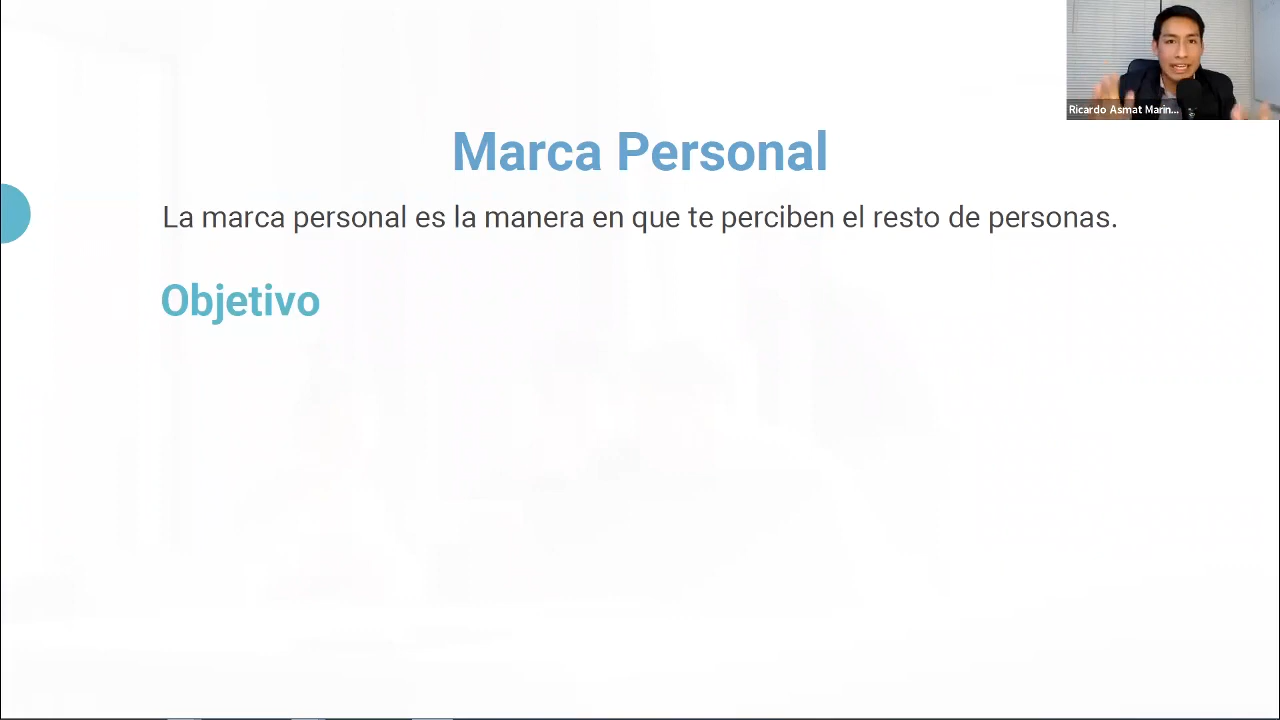 Ricardo Asmat Marin...
Marca Personal
La marca personal es la manera en que te perciben el resto de personas.
Objetivo